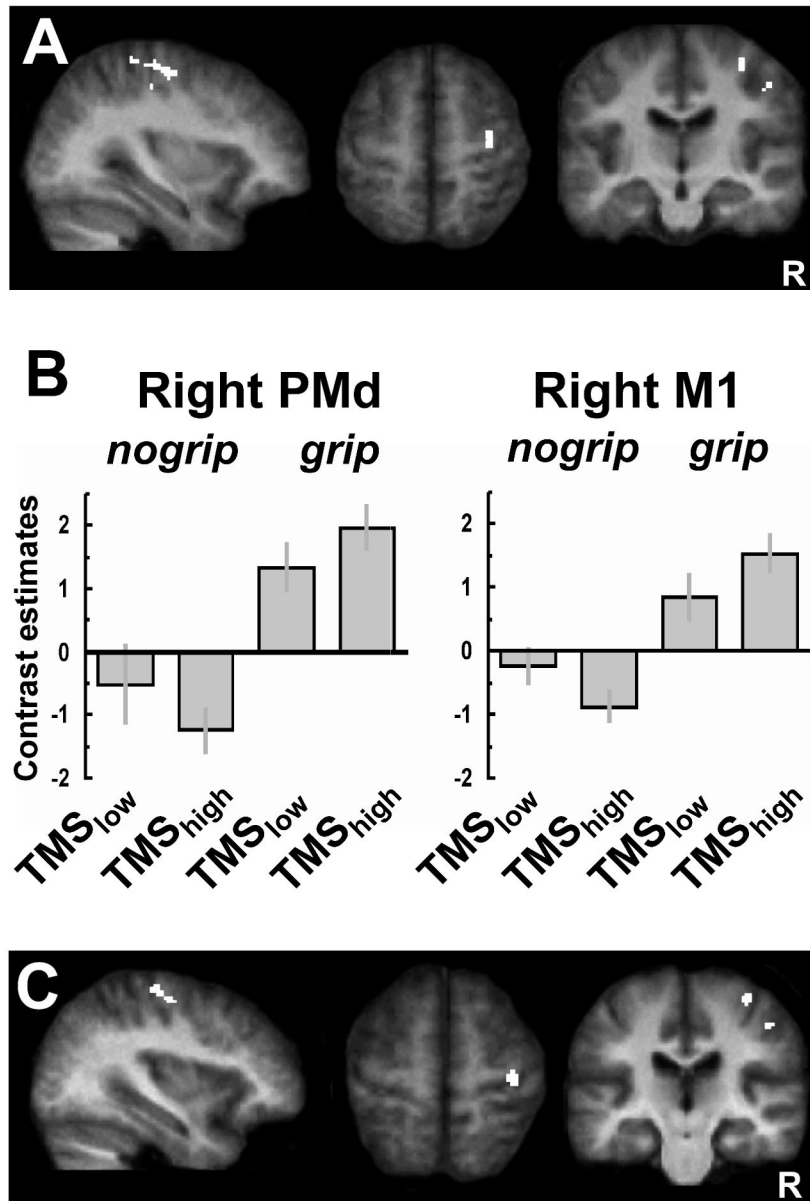 A
R
B
Right PMd
Right M1
nogrip grip
nogrip grip
Contrast estimates
2
1
0
-1
-2
2
1
0
-1
-2
TMSlow
TMShigh
TMSlow
TMShigh
TMSlow
TMShigh
TMSlow
TMShigh
C
R